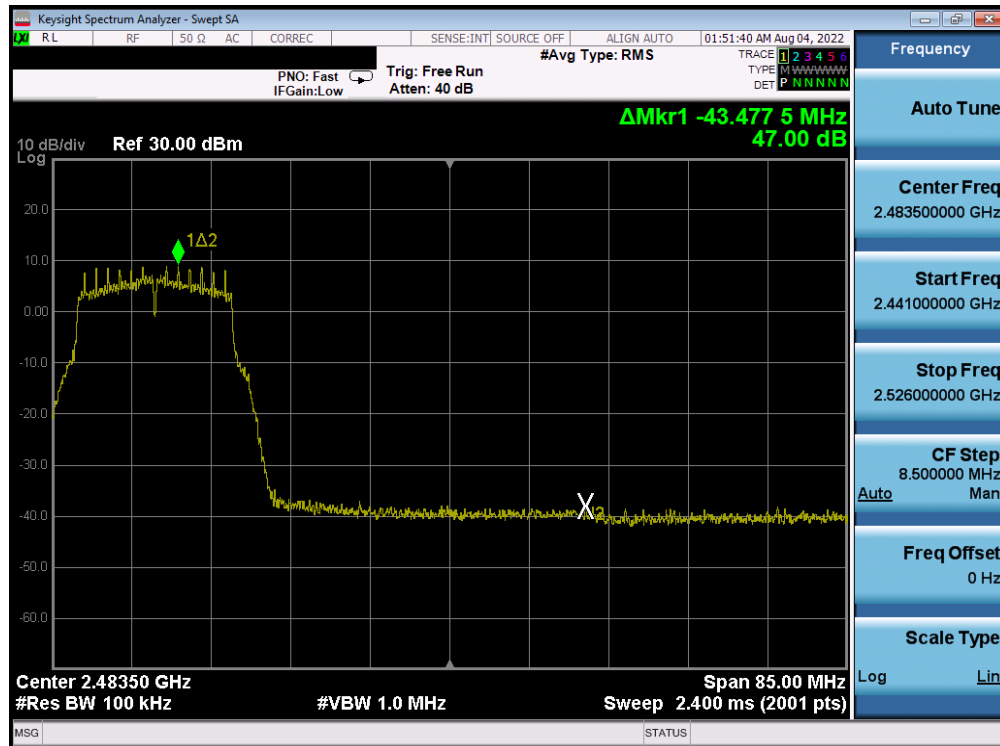 Keysight Spectrum Analyzer - Swept SA
LXI RL RF 50 Ω AC CORREC SENSE:INT SOURCE OFF ALIGN AUTO 01:51:40 AM Aug 04, 2022
#Avg Type: RMS
TRACE 1 2 3 4 5 6
TYPE M WWWWW
DET P N N N N N
PNO: Fast
IFGain:Low
Trig: Free Run
Atten: 40 dB
ΔMkr1 -43.477 5 MHz
47.00 dB
10 dB/div
Log
Ref 30.00 dBm
20.0
10.0
0.00
-10.0
-20.0
-30.0
-40.0
-50.0
-60.0
1Δ2
X
Center 2.48350 GHz
Span 85.00 MHz
#Res BW 100 kHz
#VBW 1.0 MHz
Sweep 2.400 ms (2001 pts)
MSG
STATUS
Frequency
Auto Tune
Center Freq
2.483500000 GHz
Start Freq
2.441000000 GHz
Stop Freq
2.526000000 GHz
CF Step
8.500000 MHz
Auto Man
Freq Offset
0 Hz
Scale Type
Log Lin